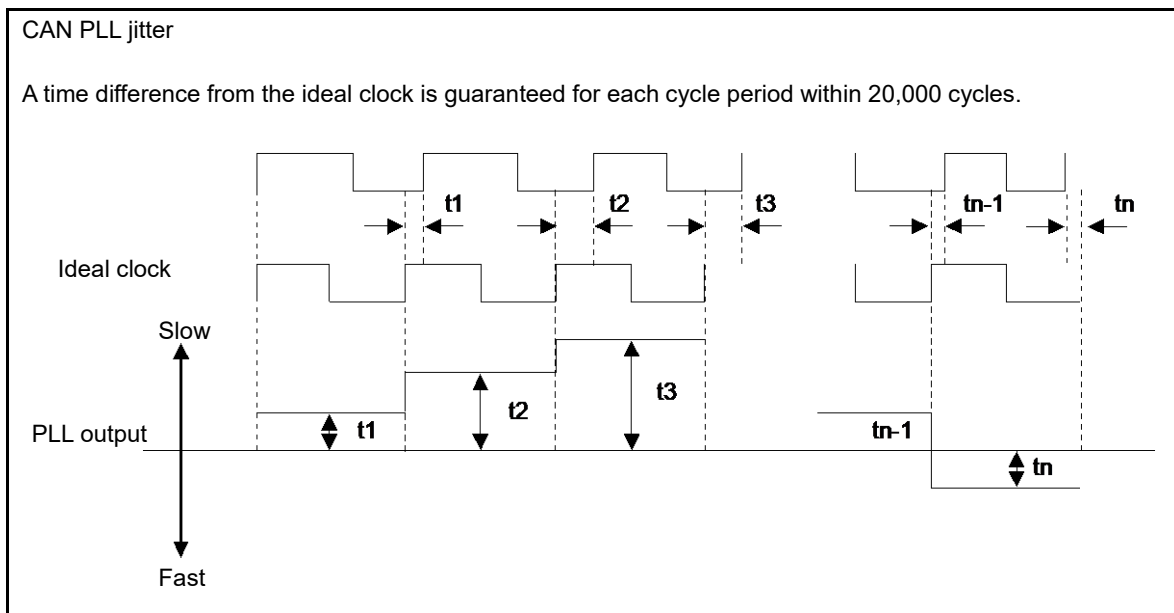 CAN PLL jitter
A time difference from the ideal clock is guaranteed for each cycle period within 20,000 cycles.
t1
t2
t3
tn-1
tn
Ideal clock
Slow
t1
t2
t3
PLL output
tn-1
tn
Fast